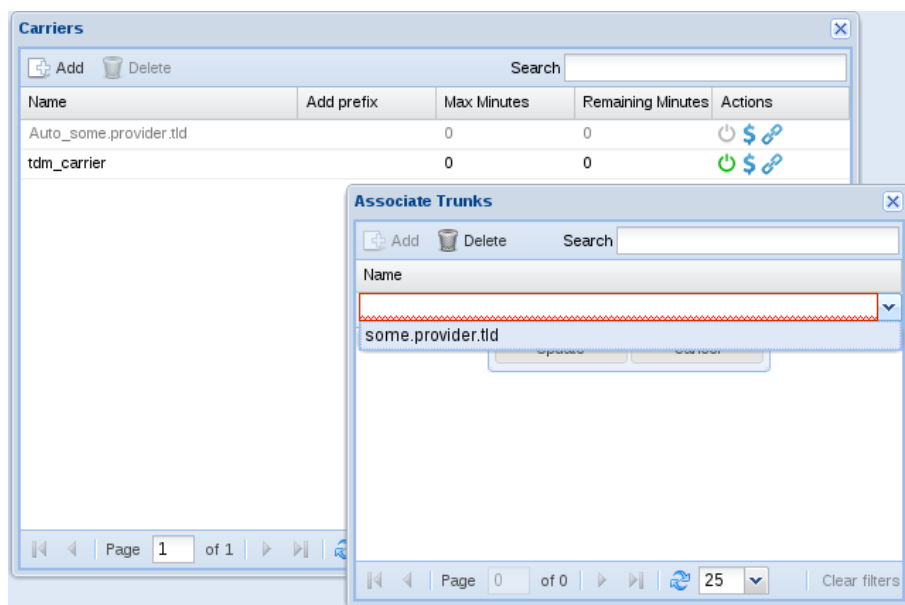 Carriers
Add Delete Search
Name Add prefix Max Minutes Remaining Minutes Actions
Auto_some.provider.tld 0 0
tdm_carrier 0 0
Associate Trunks
Add Delete Search
Name
some.provider.tld
Page 1 of 1
Page 0 of 0 25 Clear filters